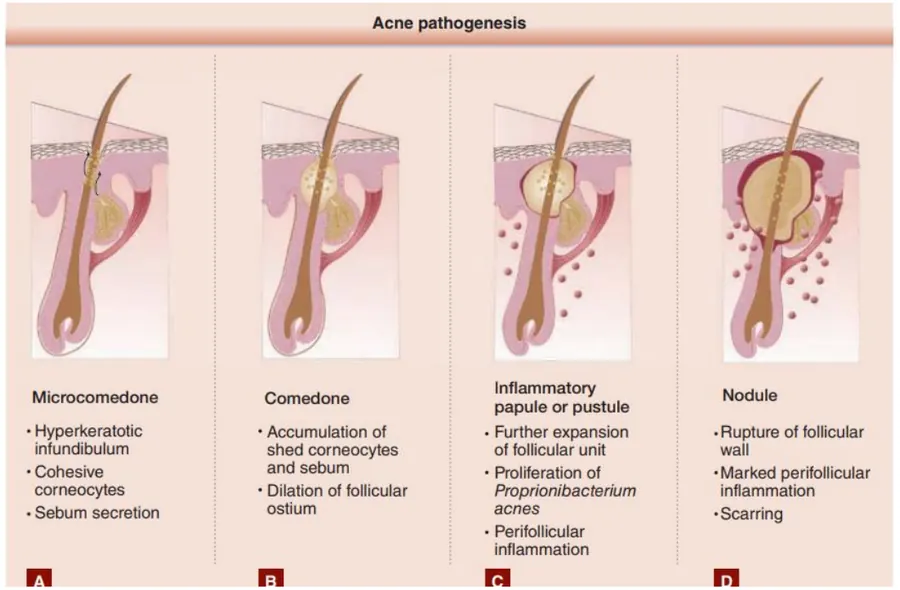 Acne pathogenesis
Microcomedone
• Hyperkeratotic
infundibulum
• Cohesive
corneocytes
• Sebum secretion
A
Comedone
• Accumulation of
shed corneocytes
and sebum
• Dilation of follicular
ostium
B
Inflammatory
papule or pustule
• Further expansion
of follicular unit
• Proliferation of
Proprionibacterium
acnes
• Perifollicular
inflammation
C
Nodule
• Rupture of follicular
wall
• Marked perifollicular
inflammation
• Scarring
D